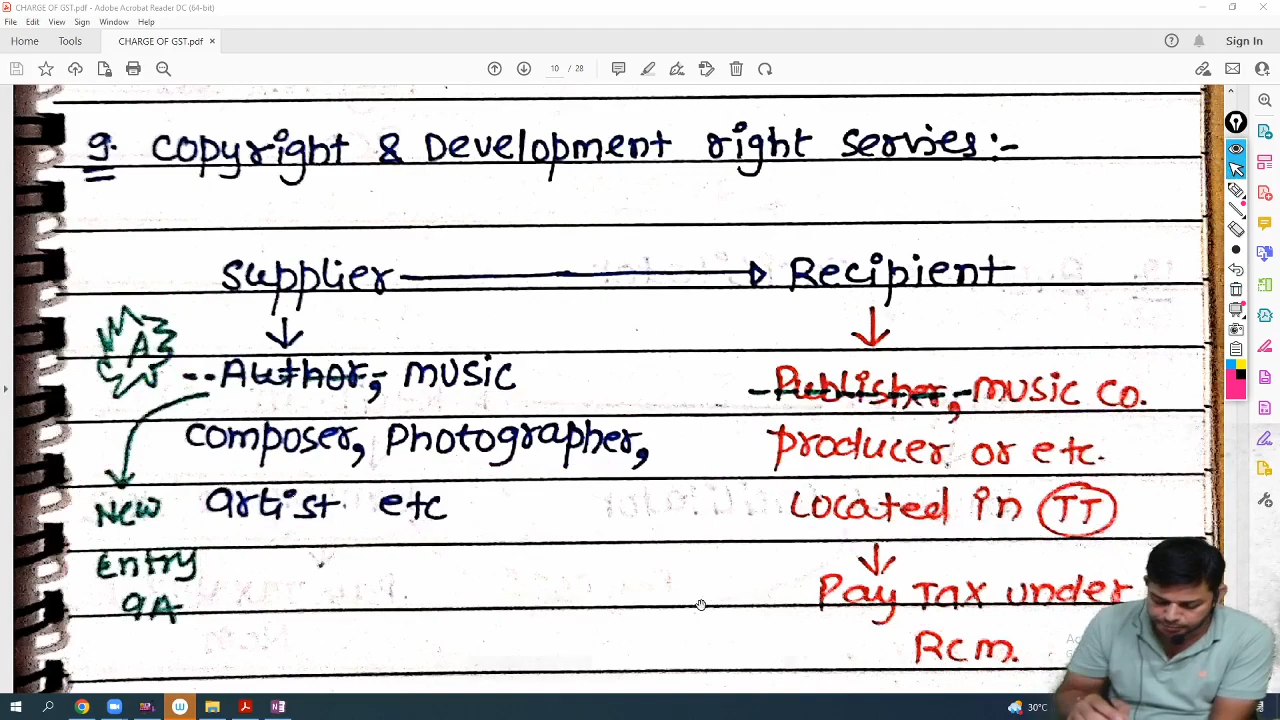 CHARGE OF GST.pdf - Adobe Acrobat Reader DC (64-bit)
File Edit View Sign Window Help
Home Tools CHARGE OF GST.pdf × Sign In
10 / 28
9. Copyright & Development right servies:-
Supplier Recipient
A
--Author,- music
-Publisher,-music co.
composer, Photographer,
producer or etc.
New
artist etc
Located in TT
Entry
9A
Pay Tax under
Rcm.
30°C